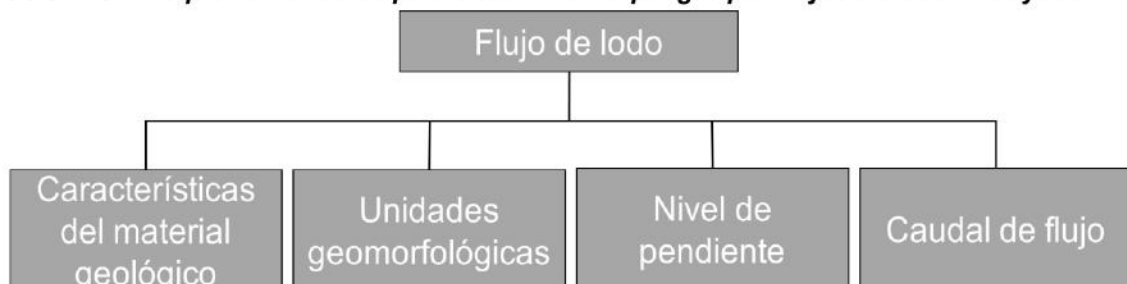 Flujo de lodo
Características
del material
geológico
Unidades
geomorfológicas
Nivel de
pendiente
Caudal de flujo